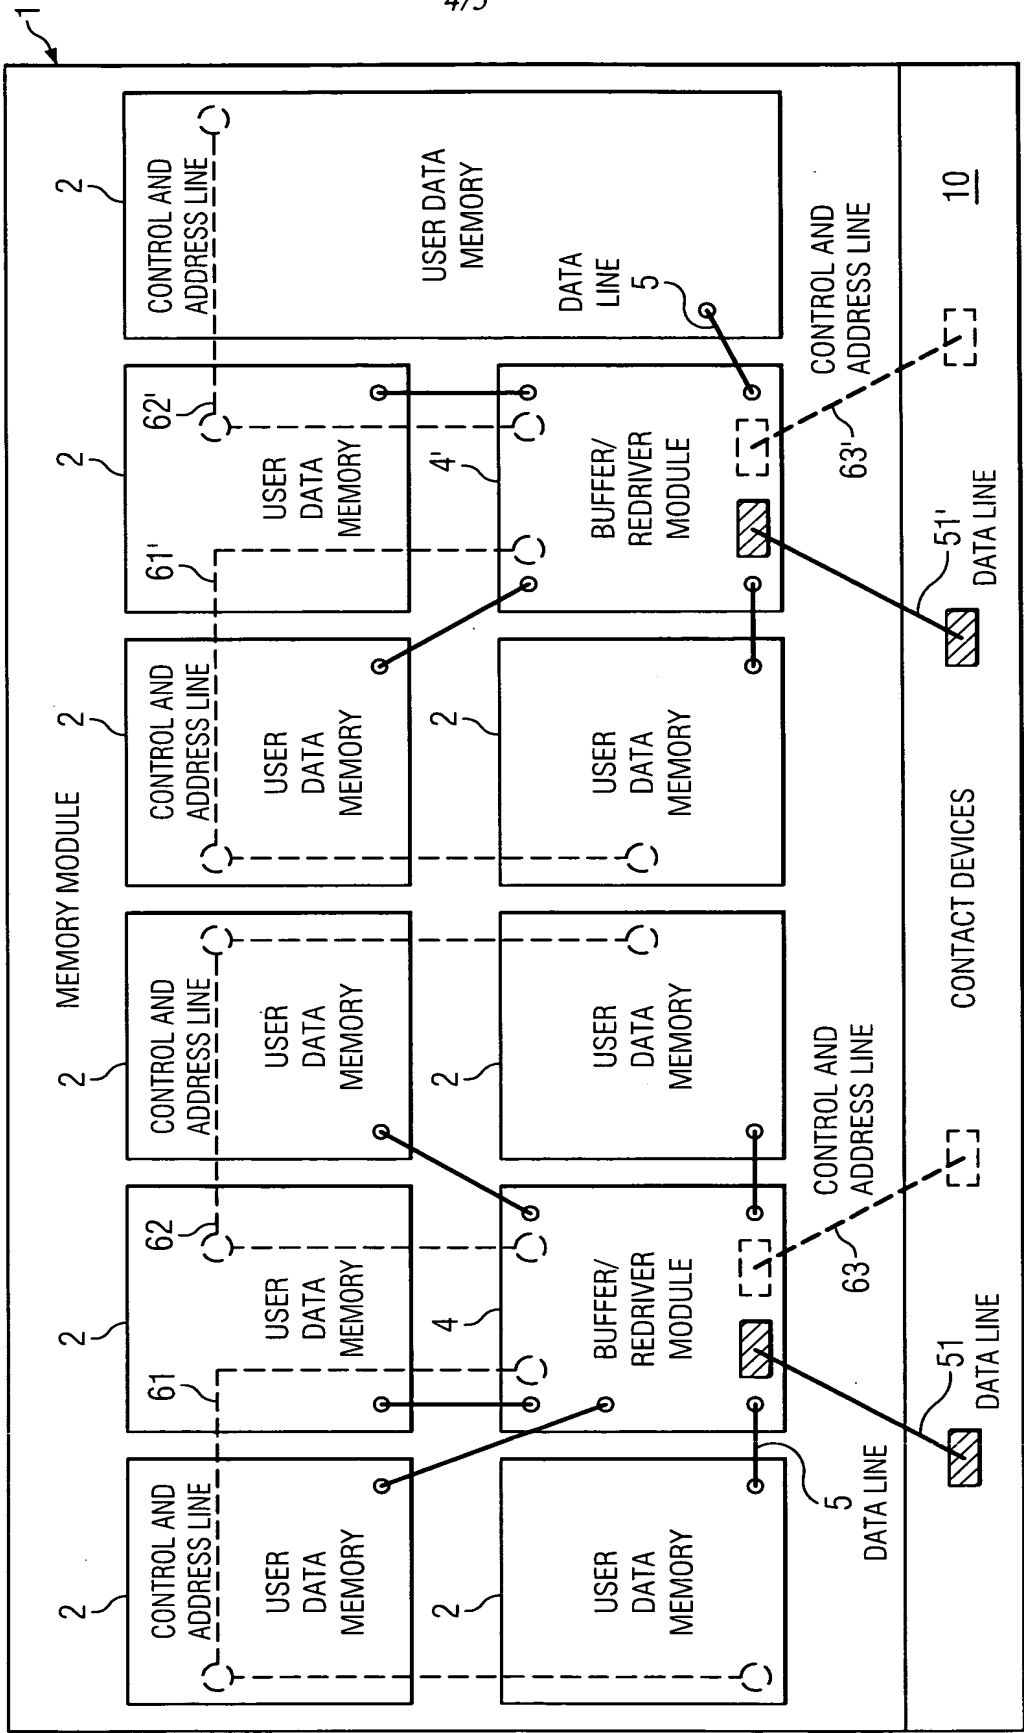 4/5
1
MEMORY MODULE
2
2
2
2
2
2
CONTROL AND
ADDRESS LINE
61
62
CONTROL AND
ADDRESS LINE
CONTROL AND
ADDRESS LINE
61'
62'
CONTROL AND
ADDRESS LINE
USER
DATA
MEMORY
USER
DATA
MEMORY
USER
DATA
MEMORY
USER
DATA
MEMORY
USER
DATA
MEMORY
USER DATA
MEMORY
2
4
2
2
4'
USER
DATA
MEMORY
BUFFER/
REDRIVER
MODULE
USER
DATA
MEMORY
USER
DATA
MEMORY
BUFFER/
REDRIVER
MODULE
DATA
LINE
5
5
DATA LINE
63
CONTROL AND
ADDRESS LINE
63'
CONTROL AND
ADDRESS LINE
51
DATA LINE
CONTACT DEVICES
51'
DATA LINE
10